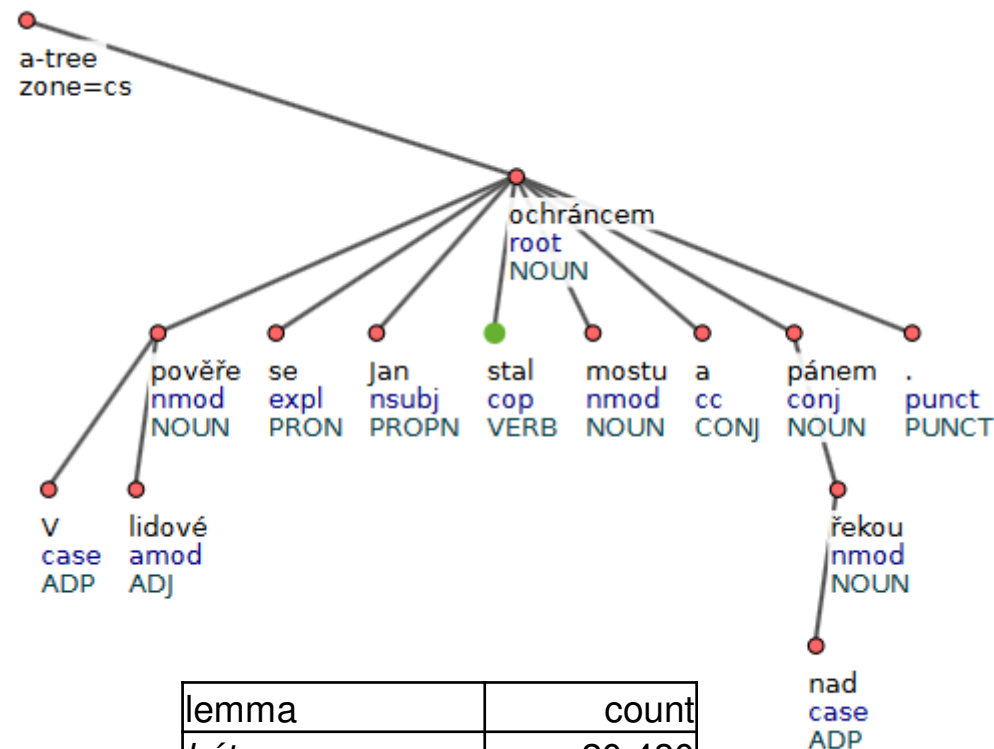 a-tree
zone=cs
ochráncem
root
NOUN
pověře se Jan stal mostu a pánem .
nmod expl nsubj cop nmod cc conj punct
NOUN PRON PROPN VERB NOUN CONJ NOUN PUNCT
V lidové řekou
case amod nmod
ADP ADJ NOUN
nad
case
ADP
lemma count